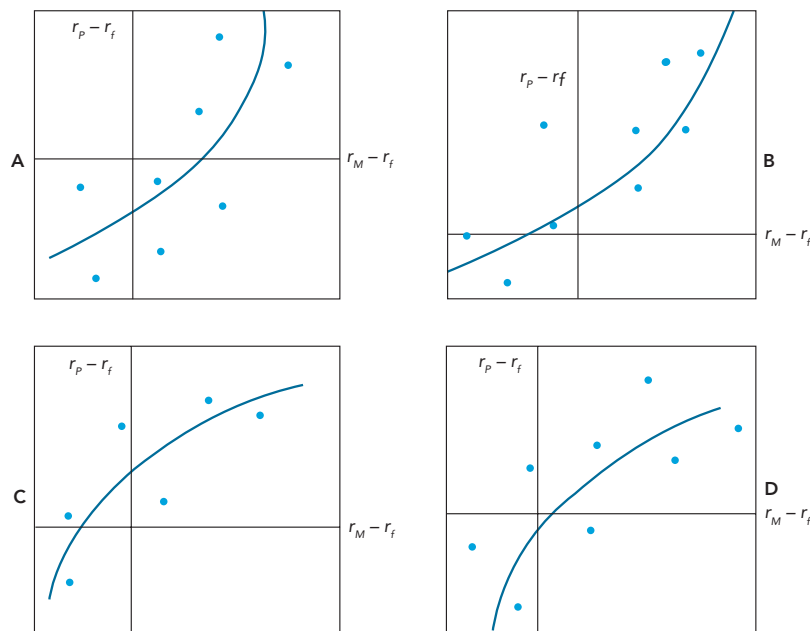 r_P – r_f
A
r_M – r_f
r_P – rf
B
r_M – r_f
r_P – r_f
C
r_M – r_f
r_P – r_f
D
r_M – r_f